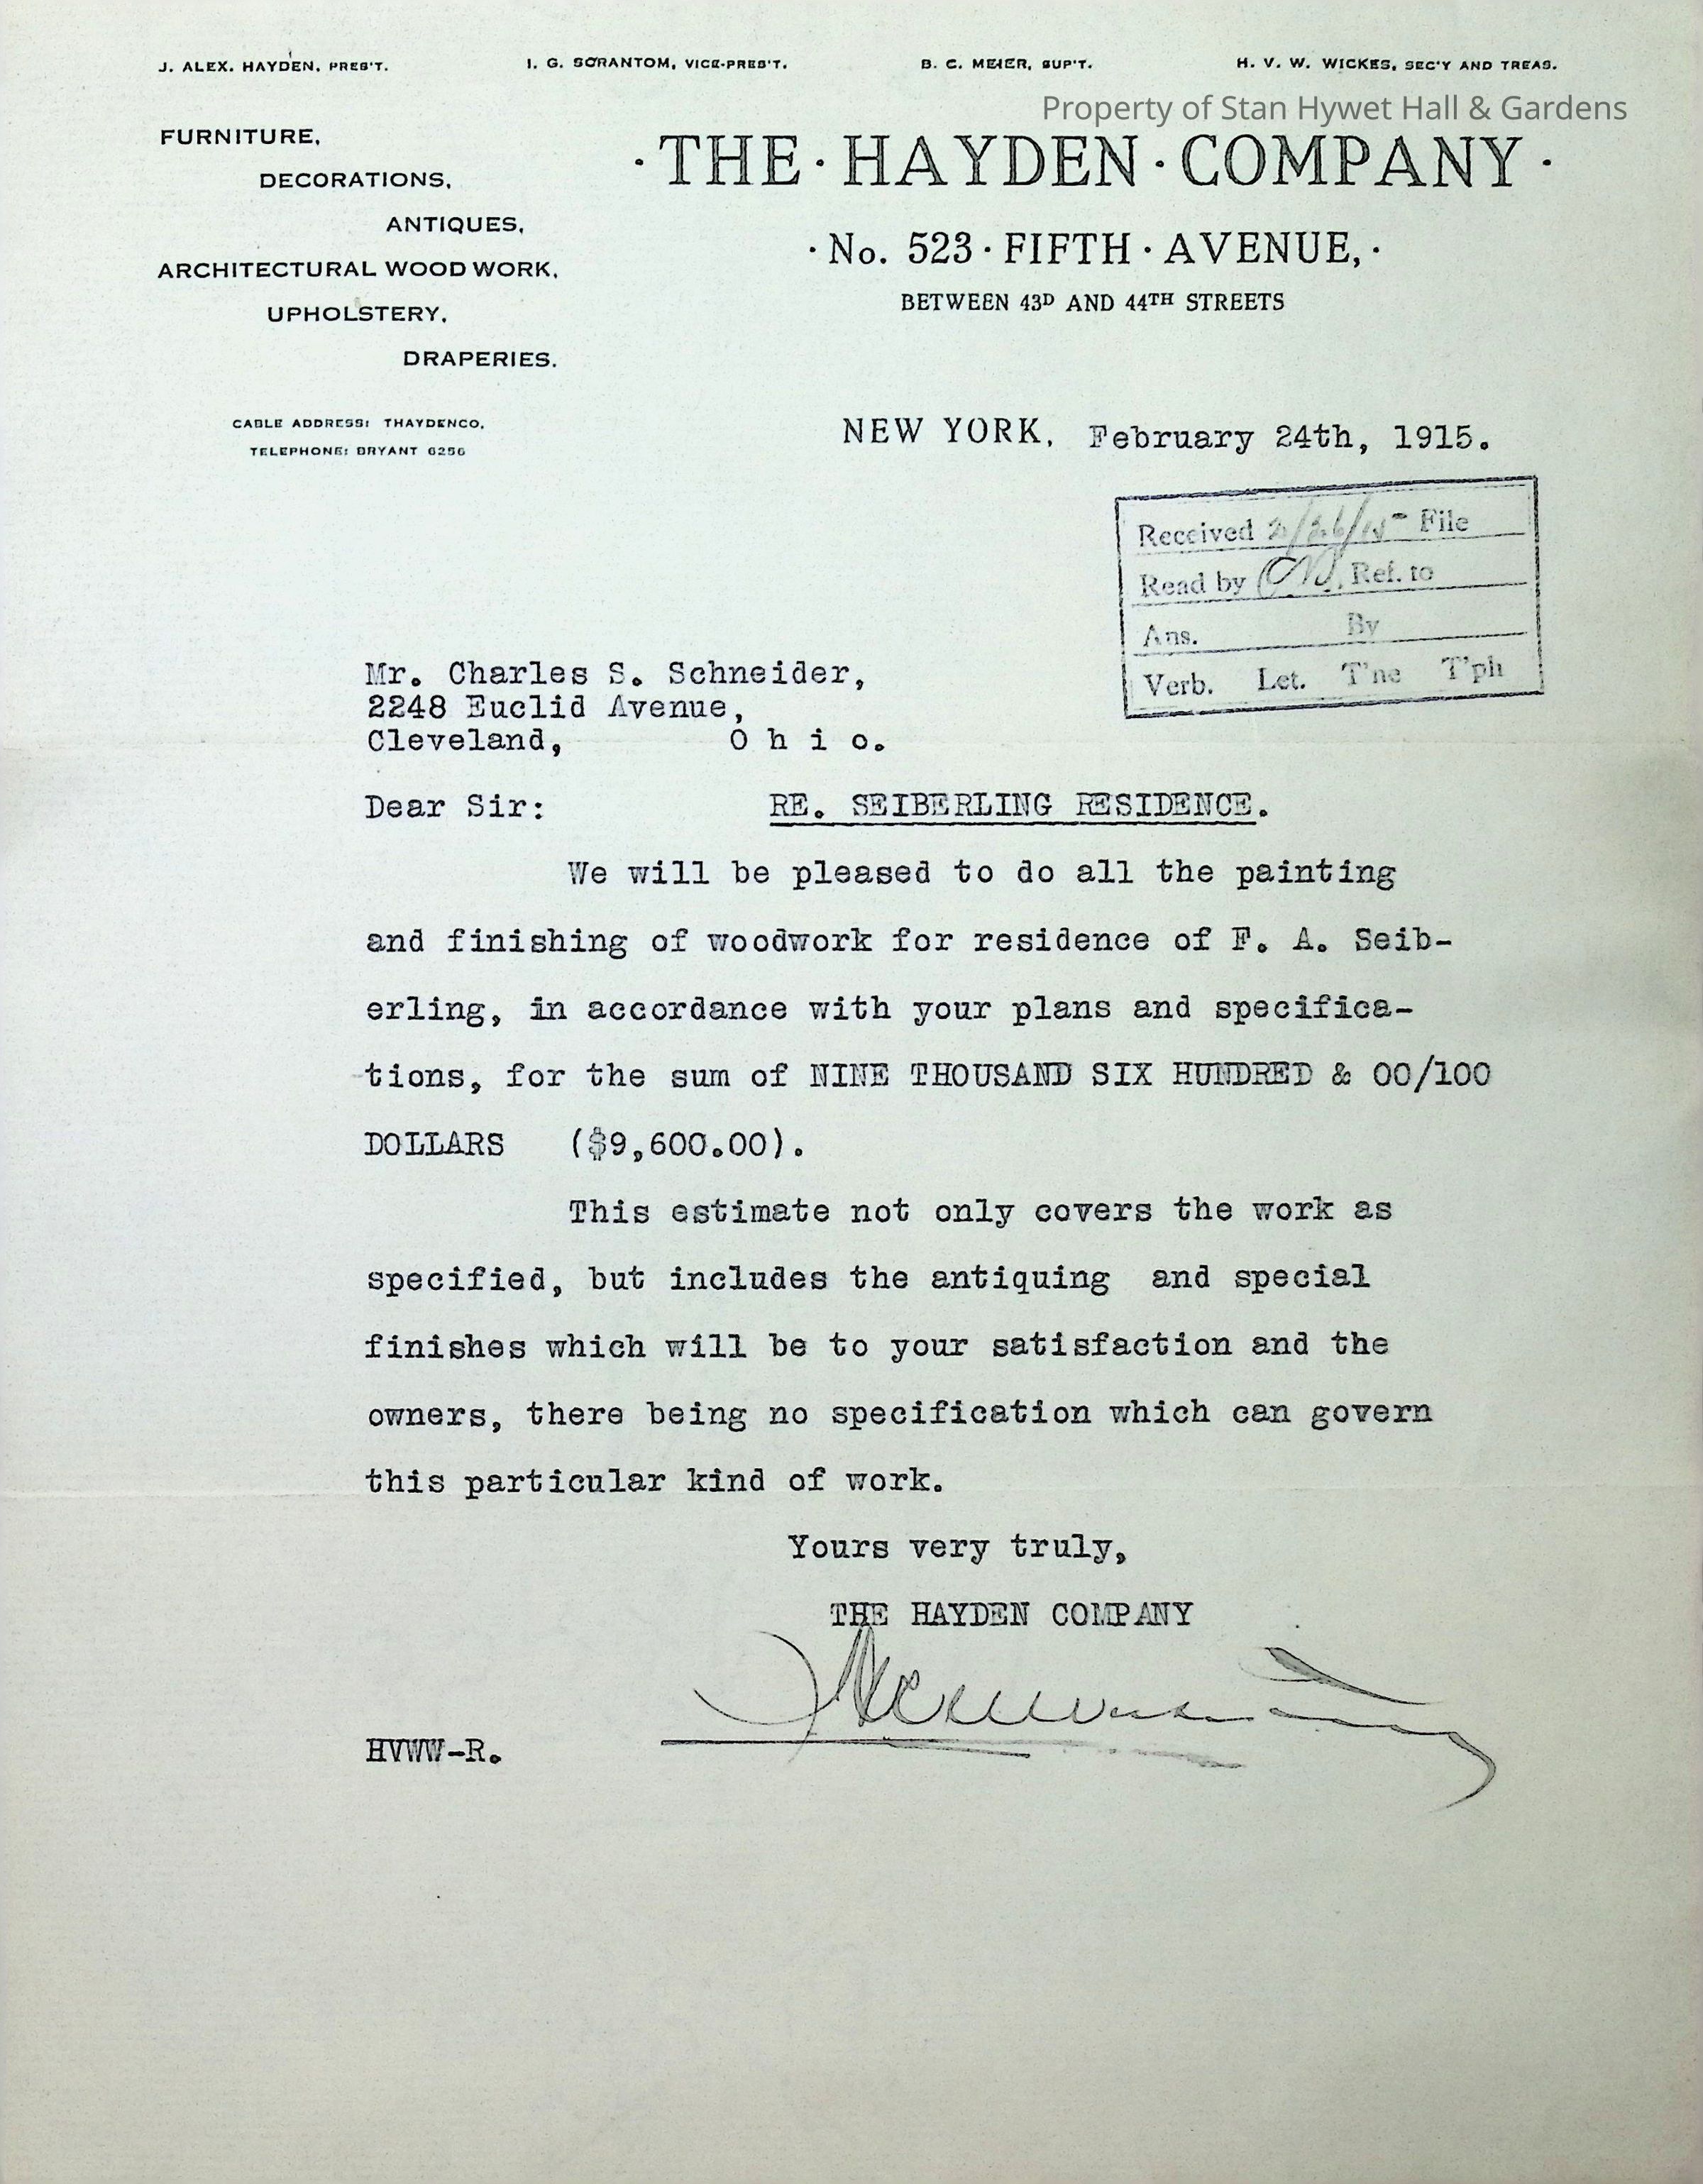 J. ALEX. HAYDEN, PRES'T.
I. G. SCRANTOM, VICE-PRES'T.
B. C. MEIER, SUP'T.
H. V. W. WICKES, SEC'Y AND TREAS.
Property of Stan Hywet Hall & Gardens
FURNITURE,
DECORATIONS,
ANTIQUES,
ARCHITECTURAL WOOD WORK,
UPHOLSTERY,
DRAPERIES.
CABLE ADDRESS: THAYDENCO,
TELEPHONE: BRYANT 6256
·THE·HAYDEN·COMPANY·
·No. 523·FIFTH·AVENUE,·
BETWEEN 43D AND 44TH STREETS
NEW YORK, February 24th, 1915.
Received 2/26/15- File
Read by Ref. to
Ans. By
Verb. Let. T'ne T'ph
Mr. Charles S. Schneider,
2248 Euclid Avenue,
Cleveland, O h i o.
Dear Sir: RE. SEIBERLING RESIDENCE.
We will be pleased to do all the painting
and finishing of woodwork for residence of F. A. Seib-
erling, in accordance with your plans and specifica-
tions, for the sum of NINE THOUSAND SIX HUNDRED & 00/100
DOLLARS ($9,600.00).
This estimate not only covers the work as
specified, but includes the antiquing and special
finishes which will be to your satisfaction and the
owners, there being no specification which can govern
this particular kind of work.
Yours very truly,
THE HAYDEN COMPANY
HVWW-R.